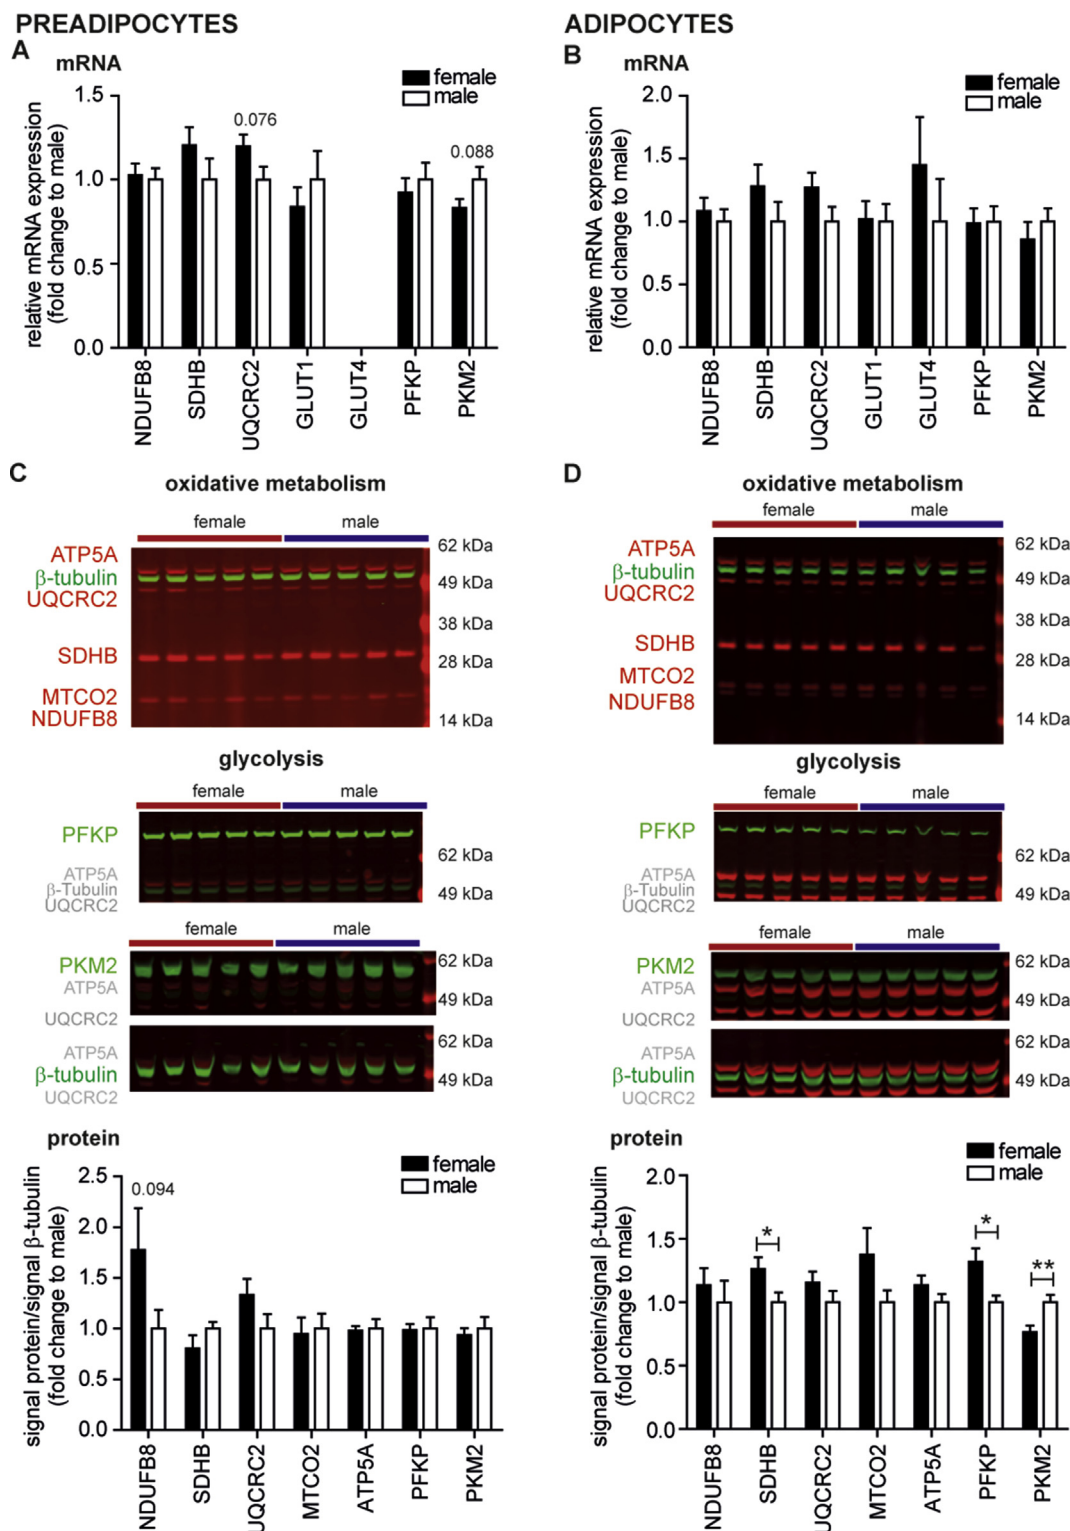 PREADIPOCYTES
A
mRNA
female
male
relative mRNA expression
(fold change to male)
1.5
1.0
0.5
0.0
0.076
0.088
NDUFB8
SDHB
UQCRC2
GLUT1
GLUT4
PFKP
PKM2
ADIPOCYTES
B
mRNA
female
male
relative mRNA expression
(fold change to male)
2.0
1.5
1.0
0.5
0.0
NDUFB8
SDHB
UQCRC2
GLUT1
GLUT4
PFKP
PKM2
C
oxidative metabolism
female
male
ATP5A
β-tubulin
UQCRC2
SDHB
MTCO2
NDUFB8
62 kDa
49 kDa
38 kDa
28 kDa
14 kDa
glycolysis
female
male
PFKP
ATP5A
β-Tubulin
UQCRC2
62 kDa
49 kDa
female
male
PKM2
ATP5A
UQCRC2
62 kDa
49 kDa
ATP5A
β-tubulin
UQCRC2
62 kDa
49 kDa
protein
female
male
signal protein/signal β-tubulin
(fold change to male)
2.5
2.0
1.5
1.0
0.5
0.0
0.094
NDUFB8
SDHB
UQCRC2
MTCO2
ATP5A
PFKP
PKM2
D
oxidative metabolism
female
male
ATP5A
β-tubulin
UQCRC2
SDHB
MTCO2
NDUFB8
62 kDa
49 kDa
38 kDa
28 kDa
14 kDa
glycolysis
female
male
PFKP
ATP5A
β-Tubulin
UQCRC2
62 kDa
49 kDa
female
male
PKM2
ATP5A
UQCRC2
62 kDa
49 kDa
ATP5A
β-tubulin
UQCRC2
62 kDa
49 kDa
protein
female
male
signal protein/signal β-tubulin
(fold change to male)
2.0
1.5
1.0
0.5
0.0
*
*
**
NDUFB8
SDHB
UQCRC2
MTCO2
ATP5A
PFKP
PKM2